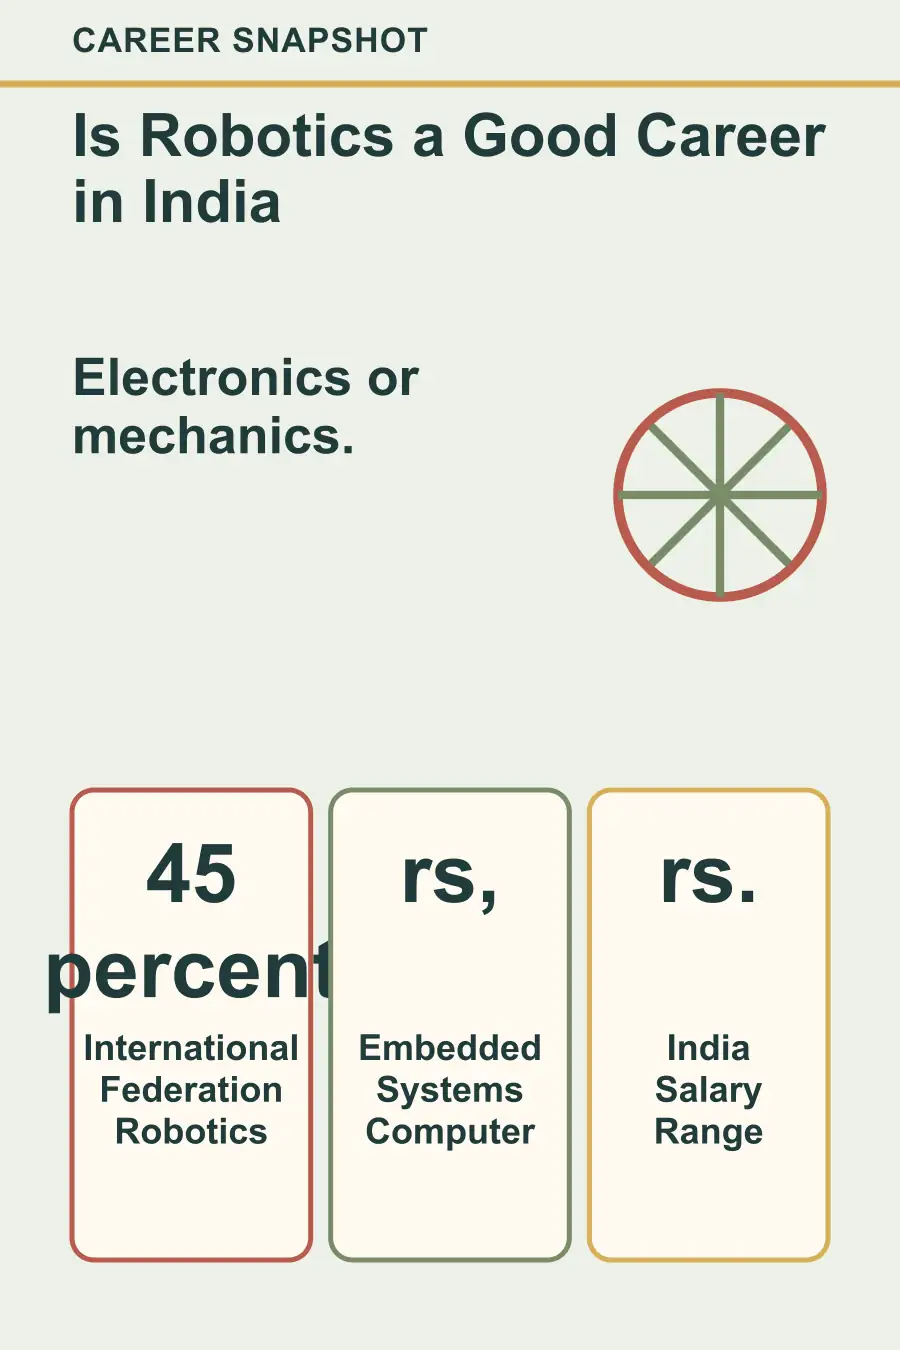 CAREER SNAPSHOT
Is Robotics a Good Career
in India
Electronics or
mechanics.
45
percent
International
Federation
Robotics
rs,
Embedded
Systems
Computer
rs.
India
Salary
Range